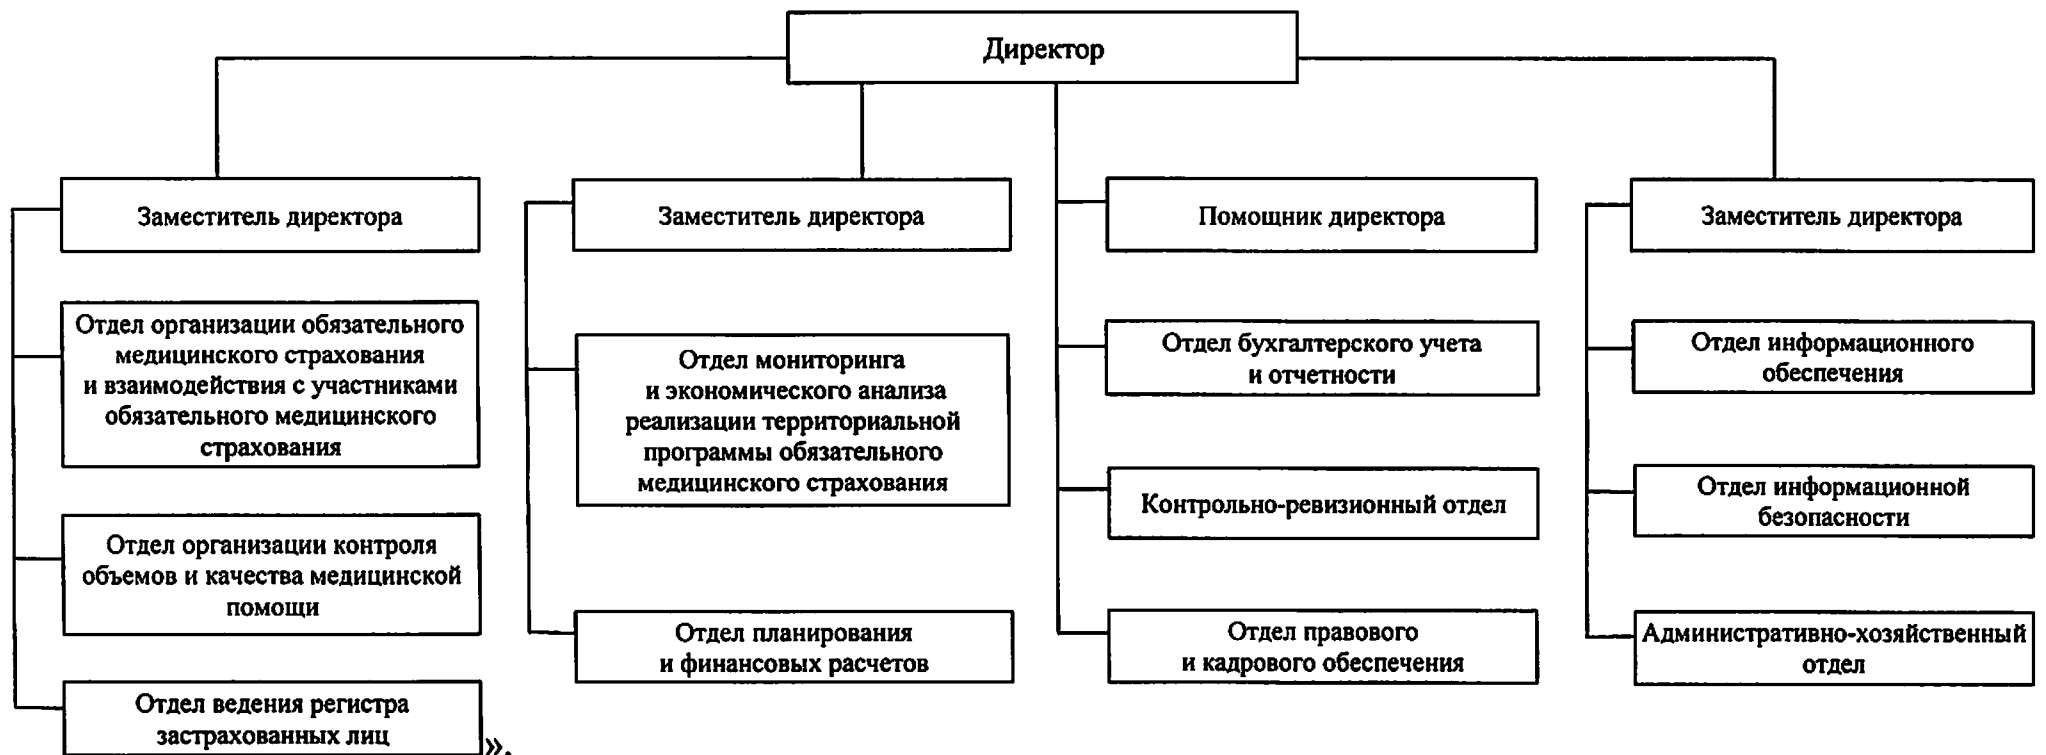 Директор
Заместитель директора
Отдел организации обязательного
медицинского страхования
и взаимодействия с участниками
обязательного медицинского
страхования
Отдел организации контроля
объемов и качества медицинской
помощи
Отдел ведения регистра
застрахованных лиц
».
Заместитель директора
Отдел мониторинга
и экономического анализа
реализации территориальной
программы обязательного
медицинского страхования
Отдел планирования
и финансовых расчетов
Помощник директора
Отдел бухгалтерского учета
и отчетности
Контрольно-ревизионный отдел
Отдел правового
и кадрового обеспечения
Заместитель директора
Отдел информационного
обеспечения
Отдел информационной
безопасности
Административно-хозяйственный
отдел